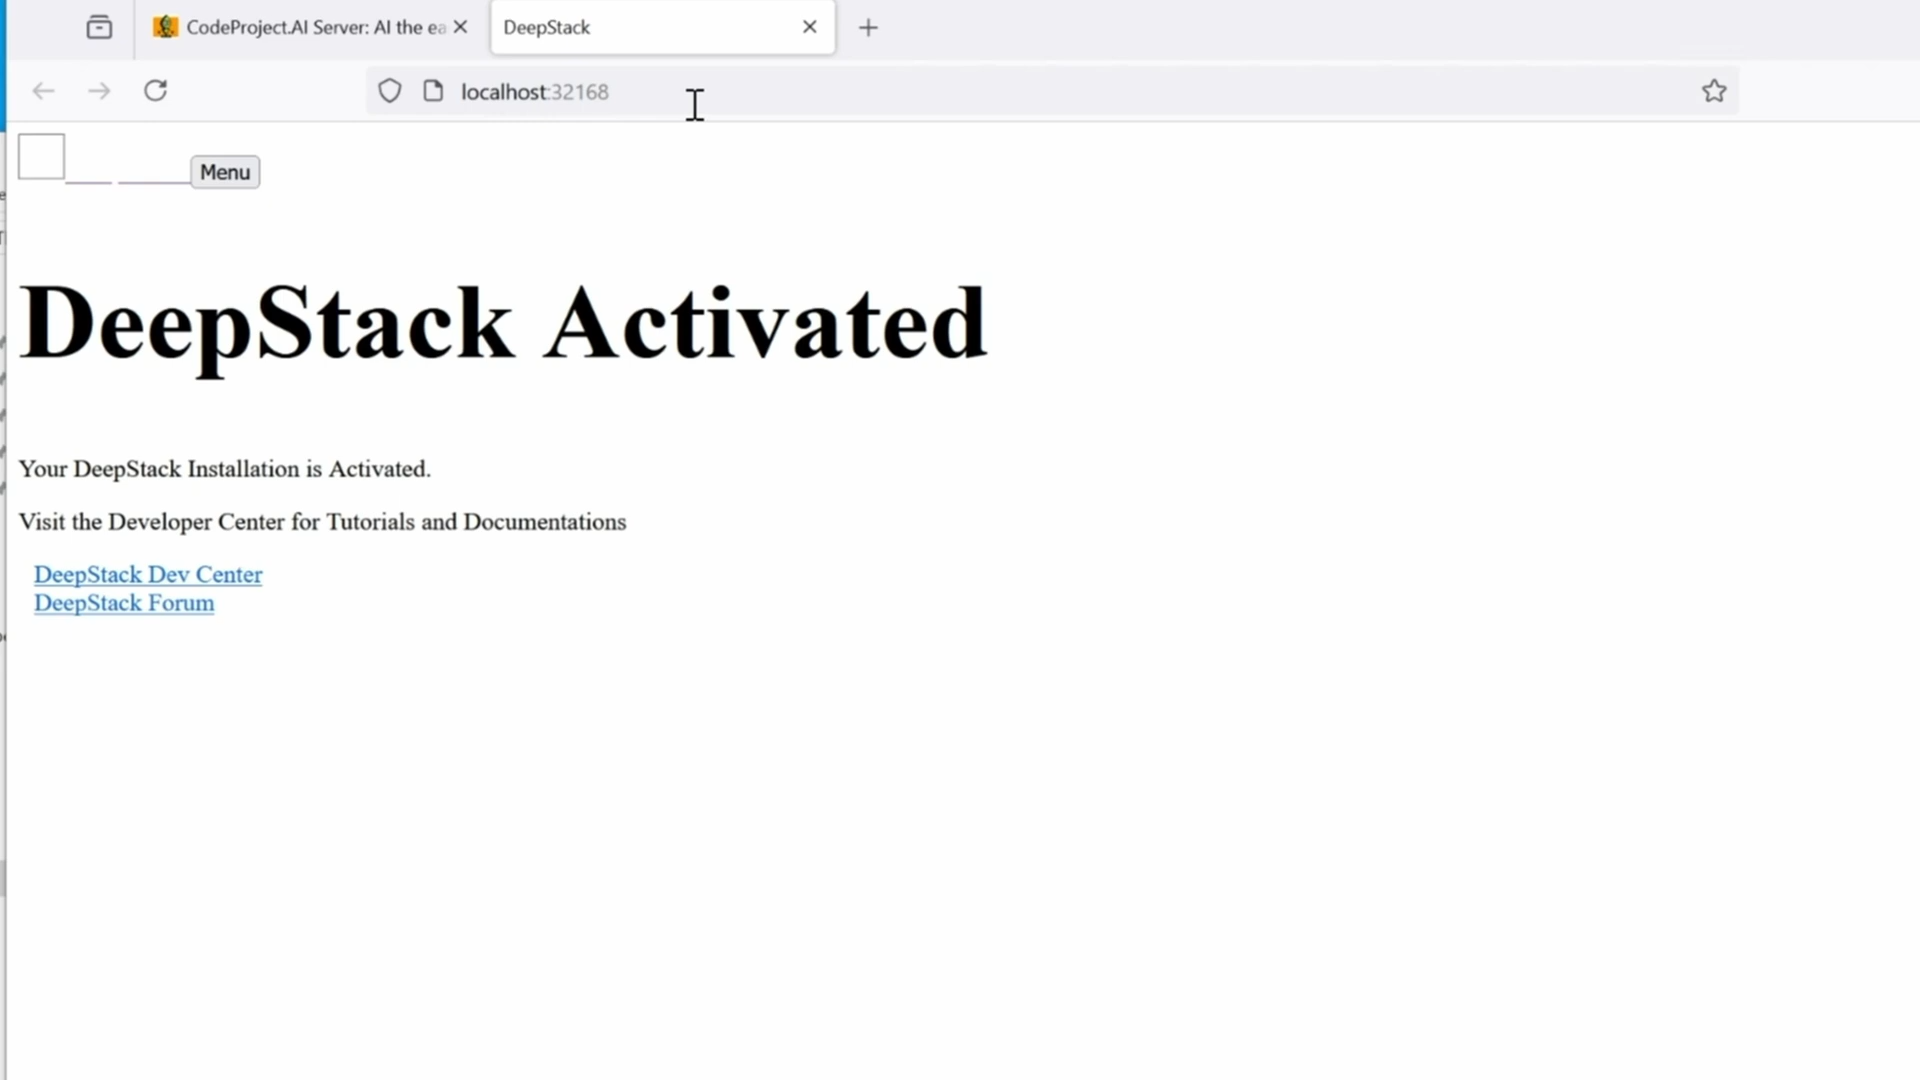 CodeProject.AI Server: AI the ea
DeepStack
localhost:32168
Menu
DeepStack Activated
Your DeepStack Installation is Activated.
Visit the Developer Center for Tutorials and Documentations
DeepStack Dev Center
DeepStack Forum